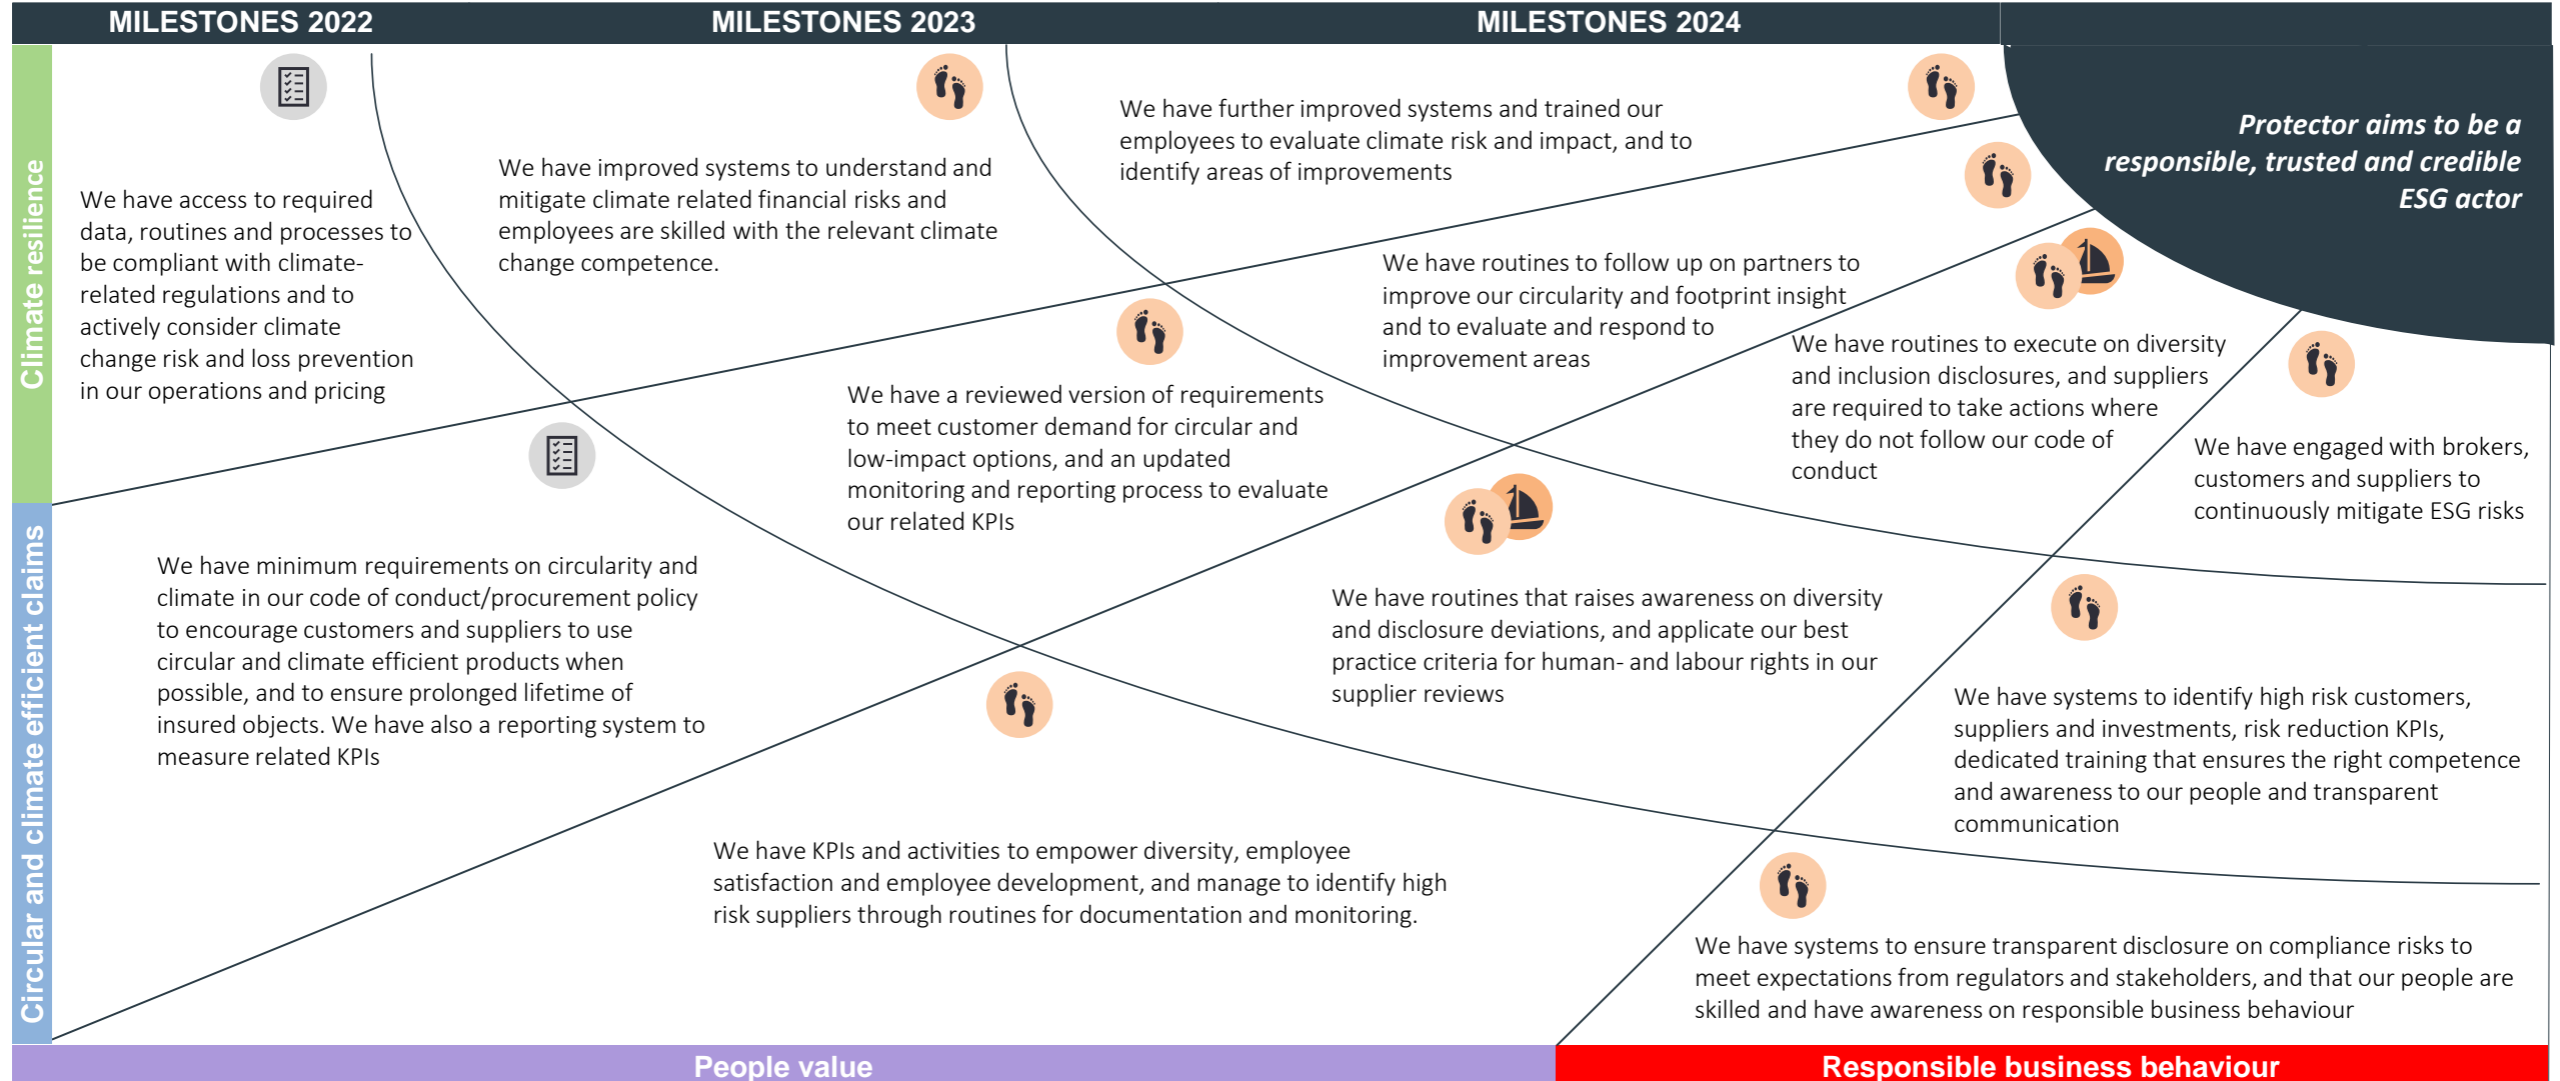 MILESTONES 2022
MILESTONES 2023
MILESTONES 2024
Protector aims to be a
responsible, trusted and credible
ESG actor
Climate resilience
We have access to required
data, routines and processes to
be compliant with climate-
related regulations and to
actively consider climate
change risk and loss prevention
in our operations and pricing
We have improved systems to understand and
mitigate climate related financial risks and
employees are skilled with the relevant climate
change competence.
We have further improved systems and trained our
employees to evaluate climate risk and impact, and to
identify areas of improvements
Circular and climate efficient claims
We have minimum requirements on circularity and
climate in our code of conduct/procurement policy
to encourage customers and suppliers to use
circular and climate efficient products when
possible, and to ensure prolonged lifetime of
insured objects. We have also a reporting system to
measure related KPIs
We have a reviewed version of requirements
to meet customer demand for circular and
low-impact options, and an updated
monitoring and reporting process to evaluate
our related KPIs
We have routines to follow up on partners to
improve our circularity and footprint insight
and to evaluate and respond to
improvement areas
We have KPIs and activities to empower diversity, employee
satisfaction and employee development, and manage to identify high
risk suppliers through routines for documentation and monitoring.
We have routines that raises awareness on diversity
and disclosure deviations, and applicate our best
practice criteria for human- and labour rights in our
supplier reviews
We have routines to execute on diversity
and inclusion disclosures, and suppliers
are required to take actions where
they do not follow our code of
conduct
People value
We have systems to ensure transparent disclosure on compliance risks to
meet expectations from regulators and stakeholders, and that our people are
skilled and have awareness on responsible business behaviour
We have systems to identify high risk customers,
suppliers and investments, risk reduction KPIs,
dedicated training that ensures the right competence
and awareness to our people and transparent
communication
We have engaged with brokers,
customers and suppliers to
continuously mitigate ESG risks
Responsible business behaviour